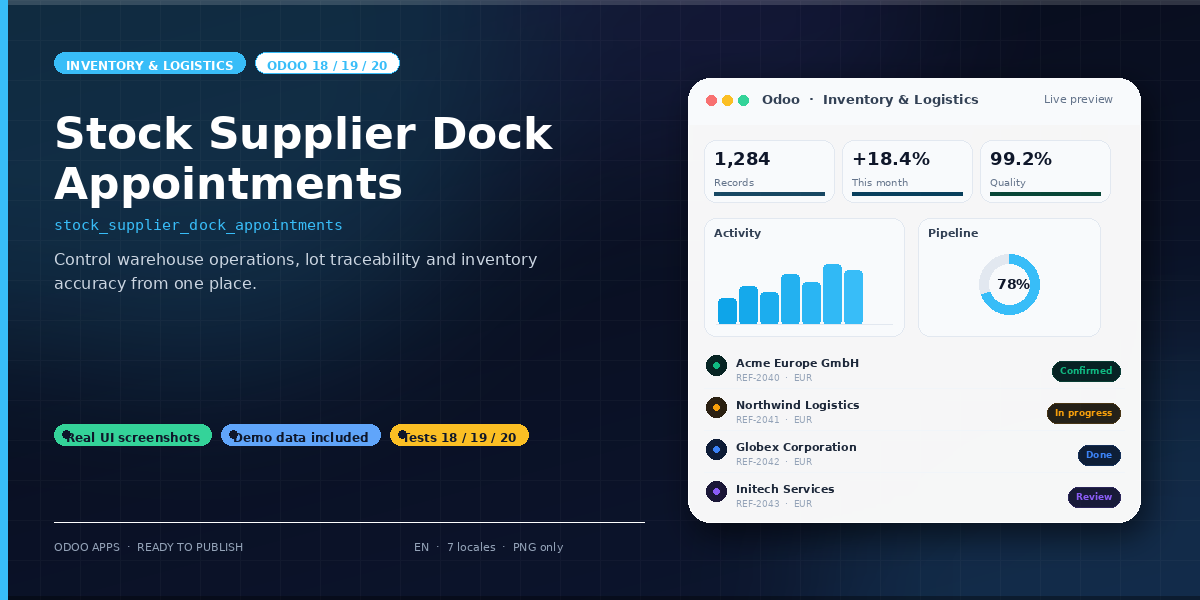 INVENTORY & LOGISTICS
ODOO 18 / 19 / 20
Stock Supplier Dock
Appointments
stock_supplier_dock_appointments
Control warehouse operations, lot traceability and inventory
accuracy from one place.
Real UI screenshots
Demo data included
Tests 18 / 19 / 20
ODOO APPS · READY TO PUBLISH
EN · 7 locales · PNG only
Odoo · Inventory & Logistics
Live preview
1,284
Records
+18.4%
This month
99.2%
Quality
Activity
Pipeline
78%
Acme Europe GmbH
REF-2040 · EUR
Confirmed
Northwind Logistics
REF-2041 · EUR
In progress
Globex Corporation
REF-2042 · EUR
Done
Initech Services
REF-2043 · EUR
Review